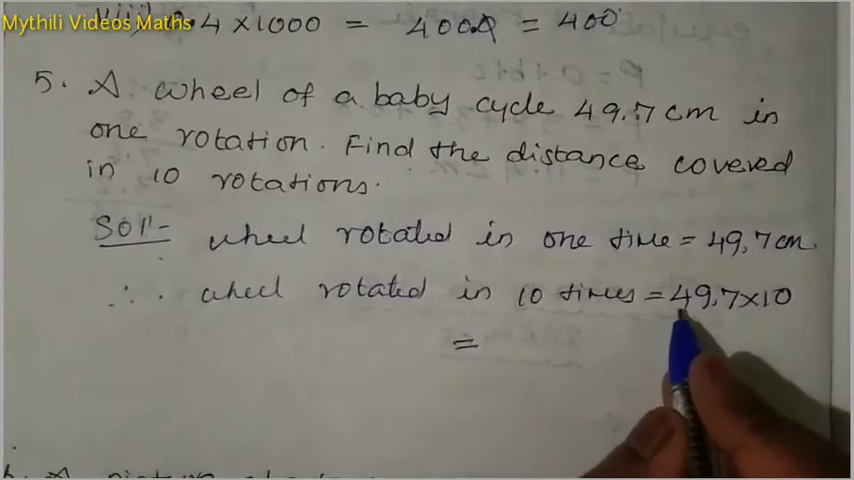 Mythili Videos Maths
.4 × 1000 = 400.0 = 400
5. A wheel of a baby cycle 49.7 cm in
one rotation. Find the distance covered
in 10 rotations.
Sol:- wheel rotated in one time = 49.7 cm.
∴ wheel rotated in 10 times = 49.7×10
=